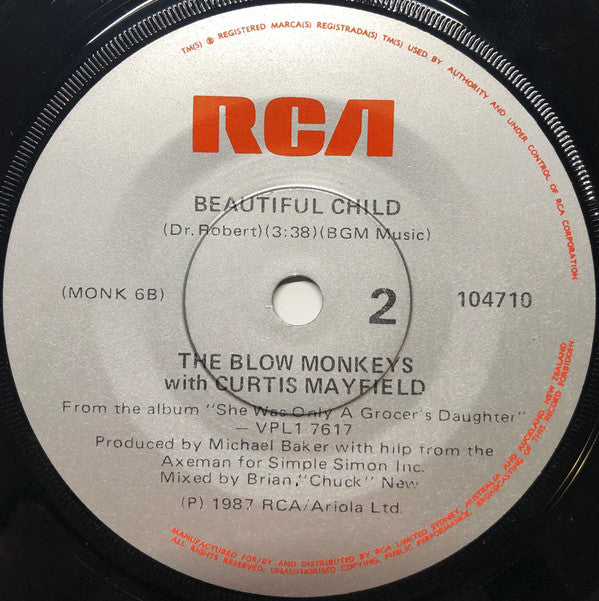 TM(S) ® REGISTERED MARCA(S) REGISTRADA(S) TM(S) USED BY AUTHORITY AND UNDER CONTROL OF RCA CORPORATION
RCA
BEAUTIFUL CHILD
(Dr. Robert)(3:38)(BGM Music)
(MONK 6B)
2
104710
THE BLOW MONKEYS
with CURTIS MAYFIELD
From the album "She Was Only A Grocer's Daughter"
— VPL1 7617
Produced by Michael Baker with hilp from the
Axeman for Simple Simon Inc.
Mixed by Brian,"Chuck" New
(P) 1987 RCA/Ariola Ltd.
MANUFACTURED FOR/BY AND DISTRIBUTED BY RCA LIMITED SYDNEY, AUSTRALIA AND AUCKLAND NEW ZEALAND
ALL RIGHTS RESERVED. UNAUTHORISED COPYING, PUBLIC PERFORMANCE, BROADCASTING OF THIS RECORD FORBIDDEN